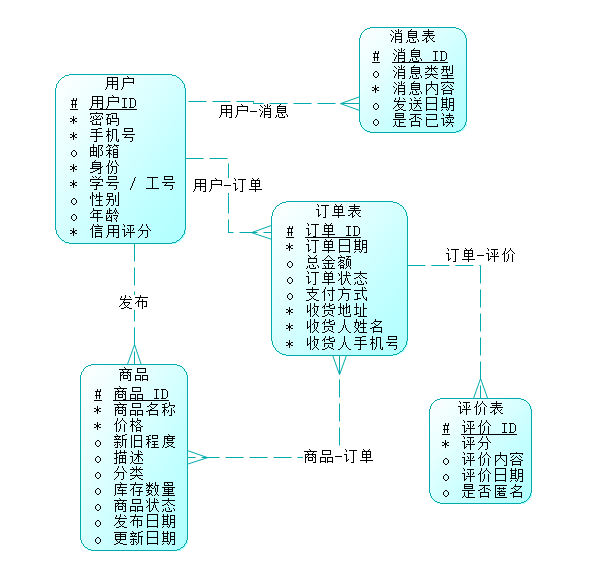 消息表
# 消息 ID
o 消息类型
* 消息内容
o 发送日期
o 是否已读
用户
# 用户ID
* 密码
* 手机号
o 邮箱
* 身份
* 学号 / 工号
o 性别
o 年龄
* 信用评分
用户-消息
用户-订单
订单表
# 订单 ID
* 订单日期
o 总金额
o 订单状态
o 支付方式
* 收货地址
* 收货人姓名
* 收货人手机号
订单-评价
发布
商品
# 商品 ID
* 商品名称
* 价格
o 新旧程度
o 描述
o 分类
o 库存数量
o 商品状态
o 发布日期
o 更新日期
商品-订单
评价表
# 评价 ID
* 评分
o 评价内容
o 评价日期
o 是否匿名